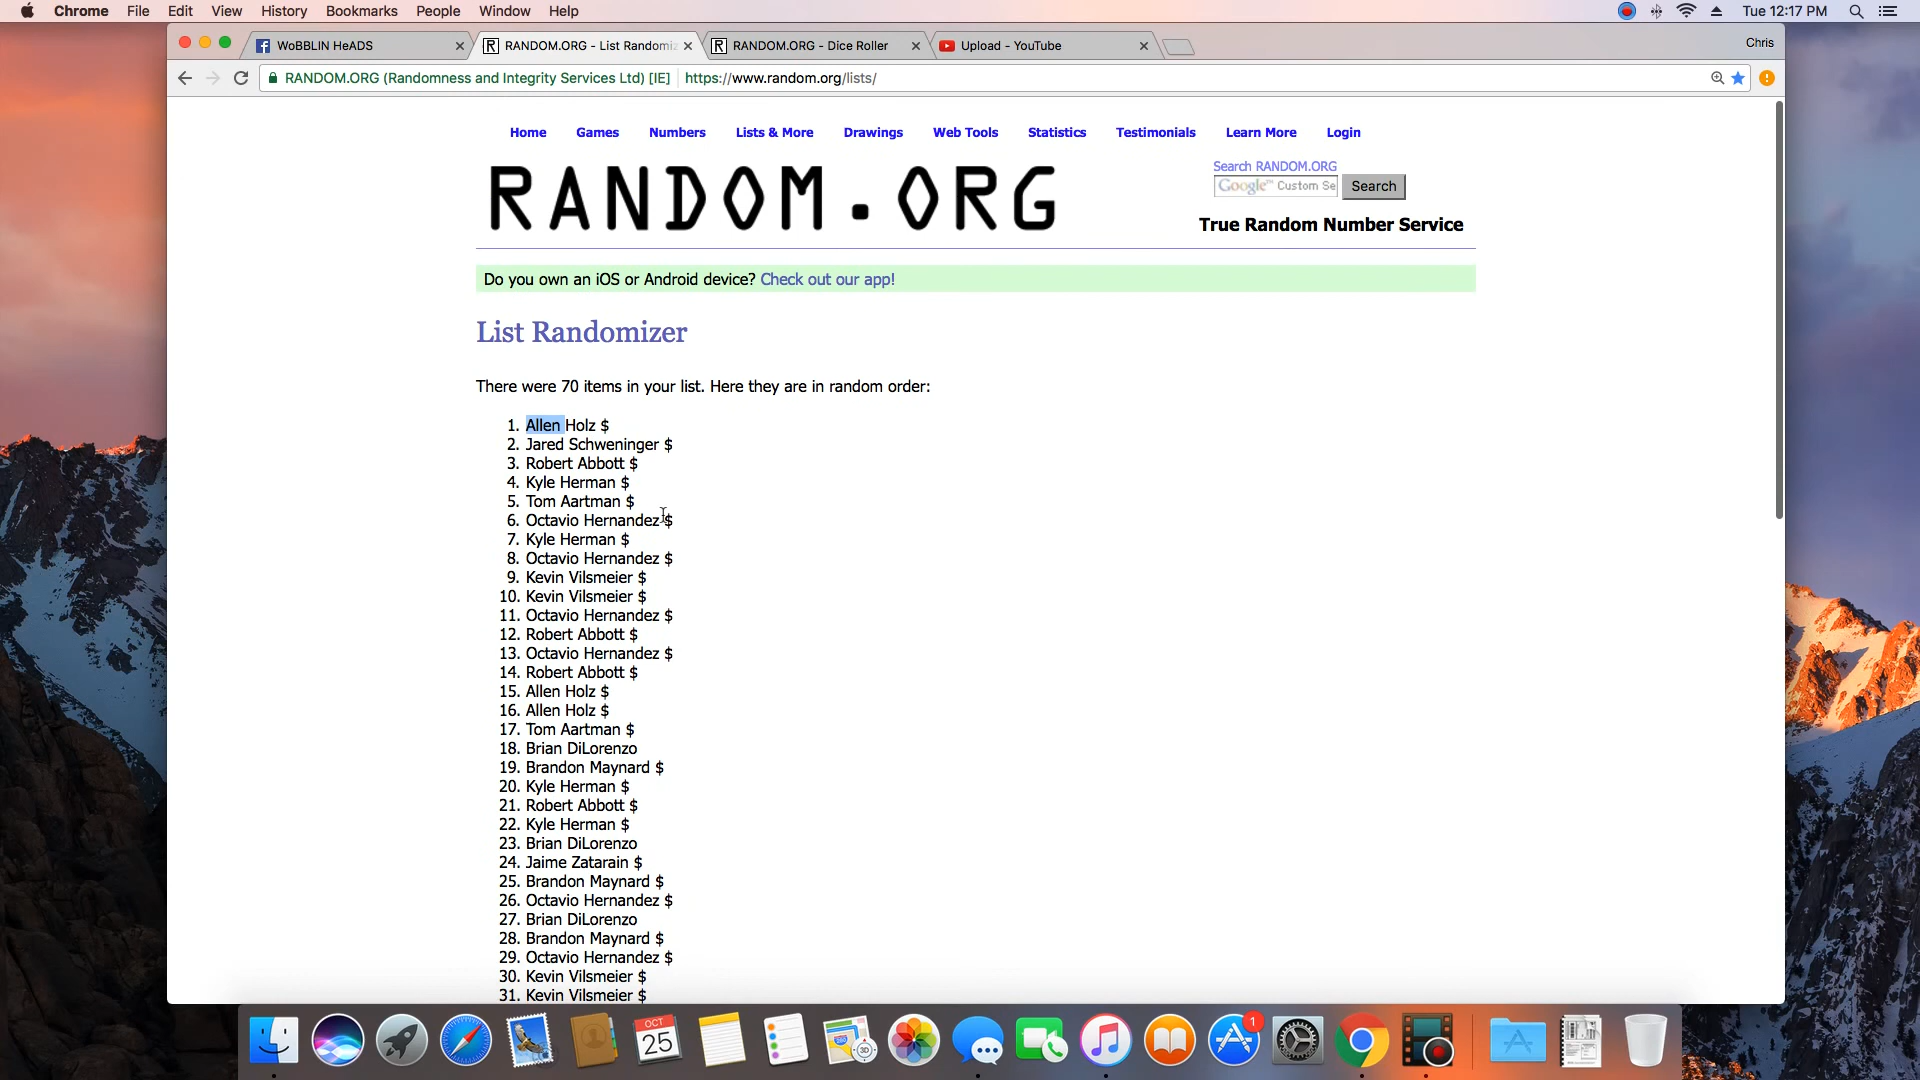 Chrome File Edit View History Bookmarks People Window Help Tue 12:17 PM
WoBBLIN HeADS RANDOM.ORG - List Randomiz RANDOM.ORG - Dice Roller Upload - YouTube Chris
RANDOM.ORG (Randomness and Integrity Services Ltd) [IE] https://www.random.org/lists/
Home Games Numbers Lists & More Drawings Web Tools Statistics Testimonials Learn More Login
RANDOM.ORG
Search RANDOM.ORG
Google™ Custom Se Search
True Random Number Service
Do you own an iOS or Android device? Check out our app!
List Randomizer
There were 70 items in your list. Here they are in random order:
1. Allen Holz $
2. Jared Schweninger $
3. Robert Abbott $
4. Kyle Herman $
5. Tom Aartman $
6. Octavio Hernandez $
7. Kyle Herman $
8. Octavio Hernandez $
9. Kevin Vilsmeier $
10. Kevin Vilsmeier $
11. Octavio Hernandez $
12. Robert Abbott $
13. Octavio Hernandez $
14. Robert Abbott $
15. Allen Holz $
16. Allen Holz $
17. Tom Aartman $
18. Brian DiLorenzo
19. Brandon Maynard $
20. Kyle Herman $
21. Robert Abbott $
22. Kyle Herman $
23. Brian DiLorenzo
24. Jaime Zatarain $
25. Brandon Maynard $
26. Octavio Hernandez $
27. Brian DiLorenzo
28. Brandon Maynard $
29. Octavio Hernandez $
30. Kevin Vilsmeier $
31. Kevin Vilsmeier $
OCT
25
3D
1